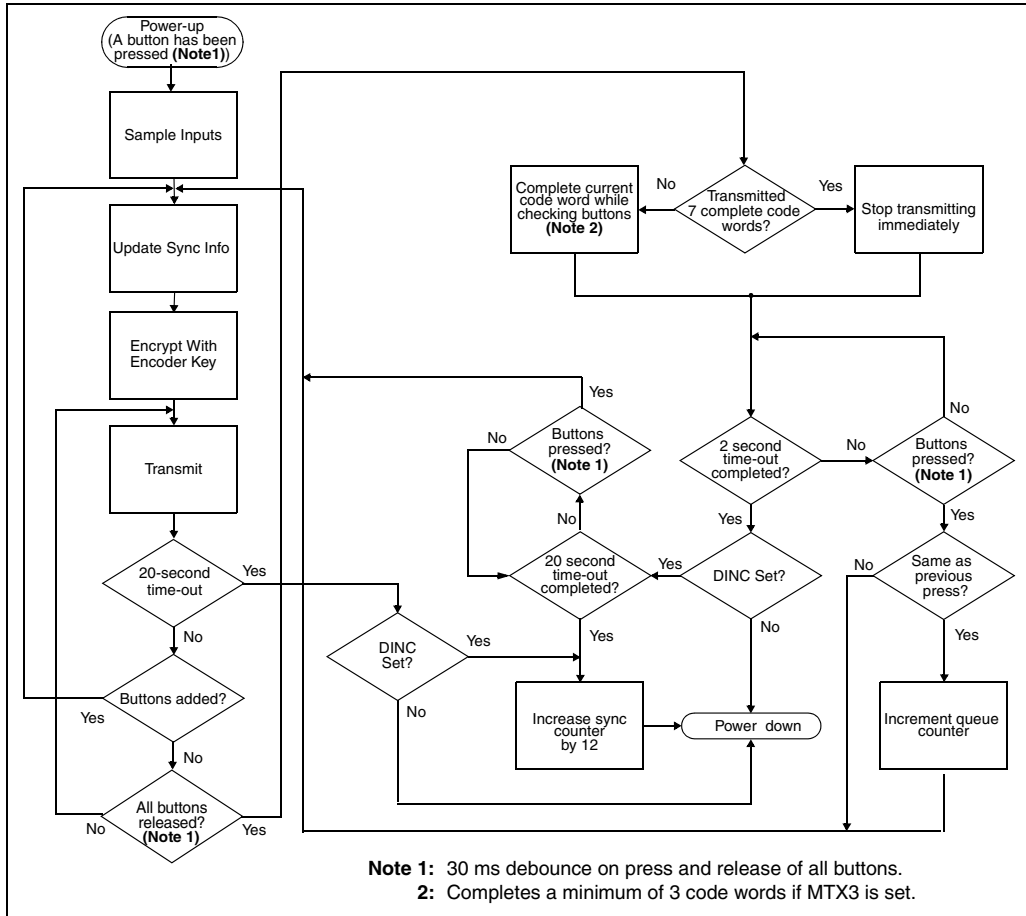 Power-up
(A button has been
pressed (Note1))
Sample Inputs
Update Sync Info
Encrypt With
Encoder Key
Transmit
20-second
time-out
Yes
No
Buttons added?
Yes
No
All buttons
released?
(Note 1)
No
Yes
DINC
Set?
Yes
No
Complete current
code word while
checking buttons
(Note 2)
No
Transmitted
7 complete code
words?
Yes
Stop transmitting
immediately
Yes
Buttons
pressed?
(Note 1)
No
No
20 second
time-out
completed?
Yes
Increase sync
counter
by 12
2 second
time-out
completed?
No
Yes
DINC Set?
Yes
No
Power down
No
Buttons
pressed?
(Note 1)
Yes
Same as
previous
press?
No
Yes
Increment queue
counter
Note 1: 30 ms debounce on press and release of all buttons.
2: Completes a minimum of 3 code words if MTX3 is set.